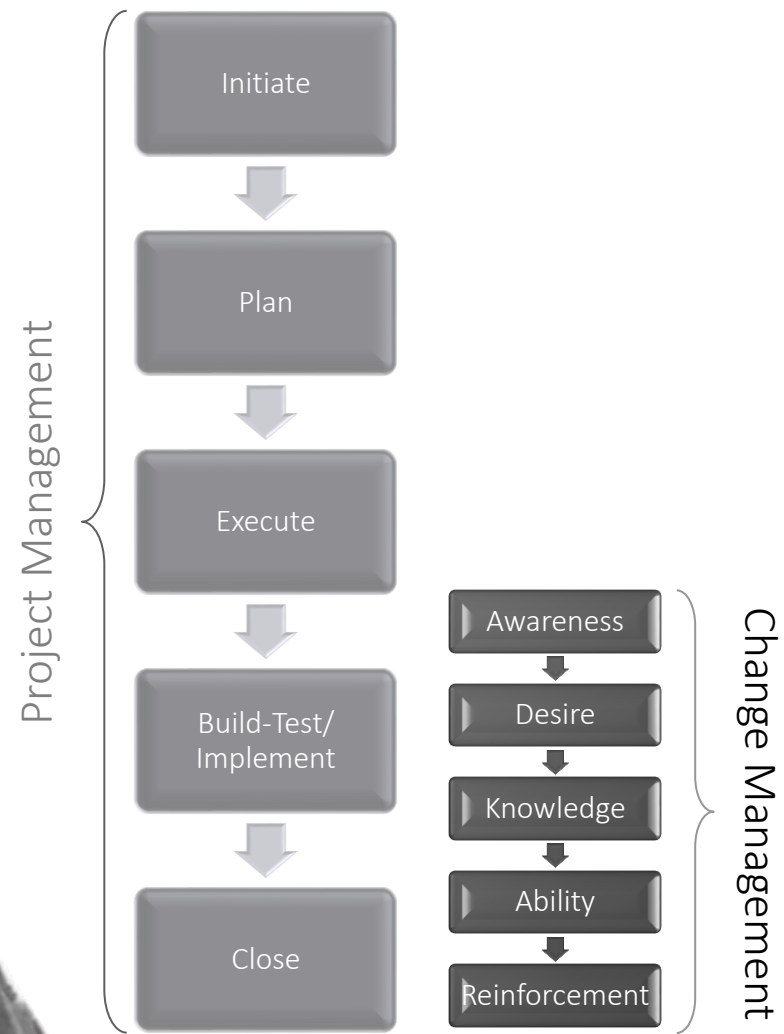 Project Management
Initiate
Plan
Execute
Build-Test/
Implement
Close
Awareness
Desire
Knowledge
Ability
Reinforcement
Change Management